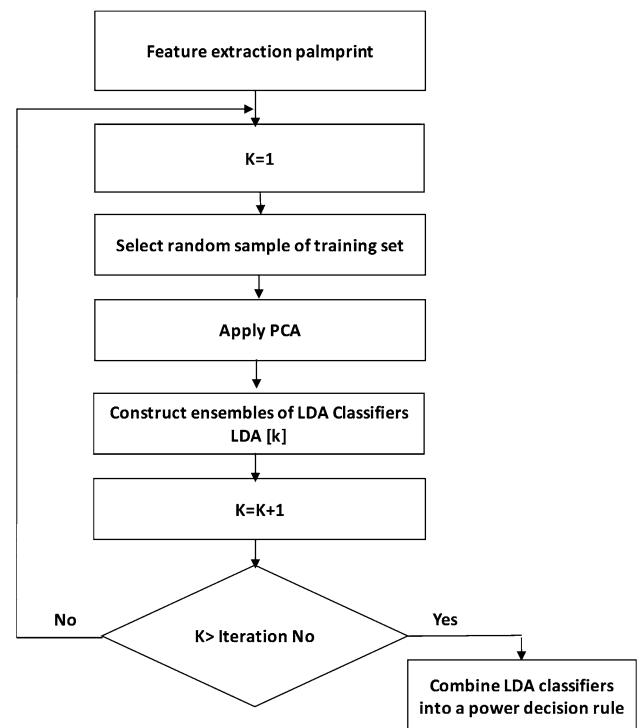 Feature extraction palmprint
K=1
Select random sample of training set
Apply PCA
Construct ensembles of LDA Classifiers
LDA [k]
K=K+1
K> Iteration No
No
Yes
Combine LDA classifiers
into a power decision rule